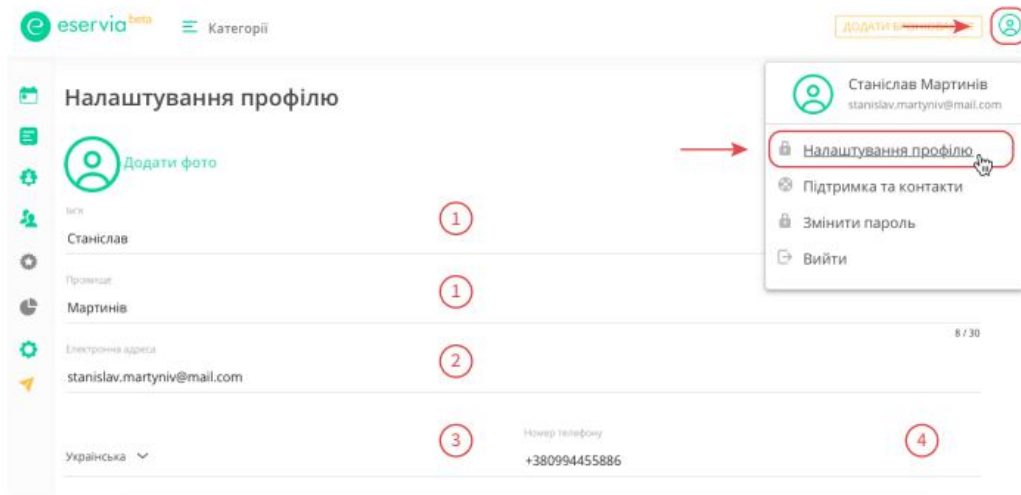 eservia beta
Категорії
ДОДАТИ
Налаштування профілю
Додати фото
Ім'я
1
Станіслав
Прізвище
1
Мартинів
8 / 30
Електронна адреса
2
stanislav.martyniv@mail.com
Українська
3
Номер телефону
+380994455886
4
Станіслав Мартинів
stanislav.martyniv@mail.com
Налаштування профілю
Підтримка та контакти
Змінити пароль
Вийти